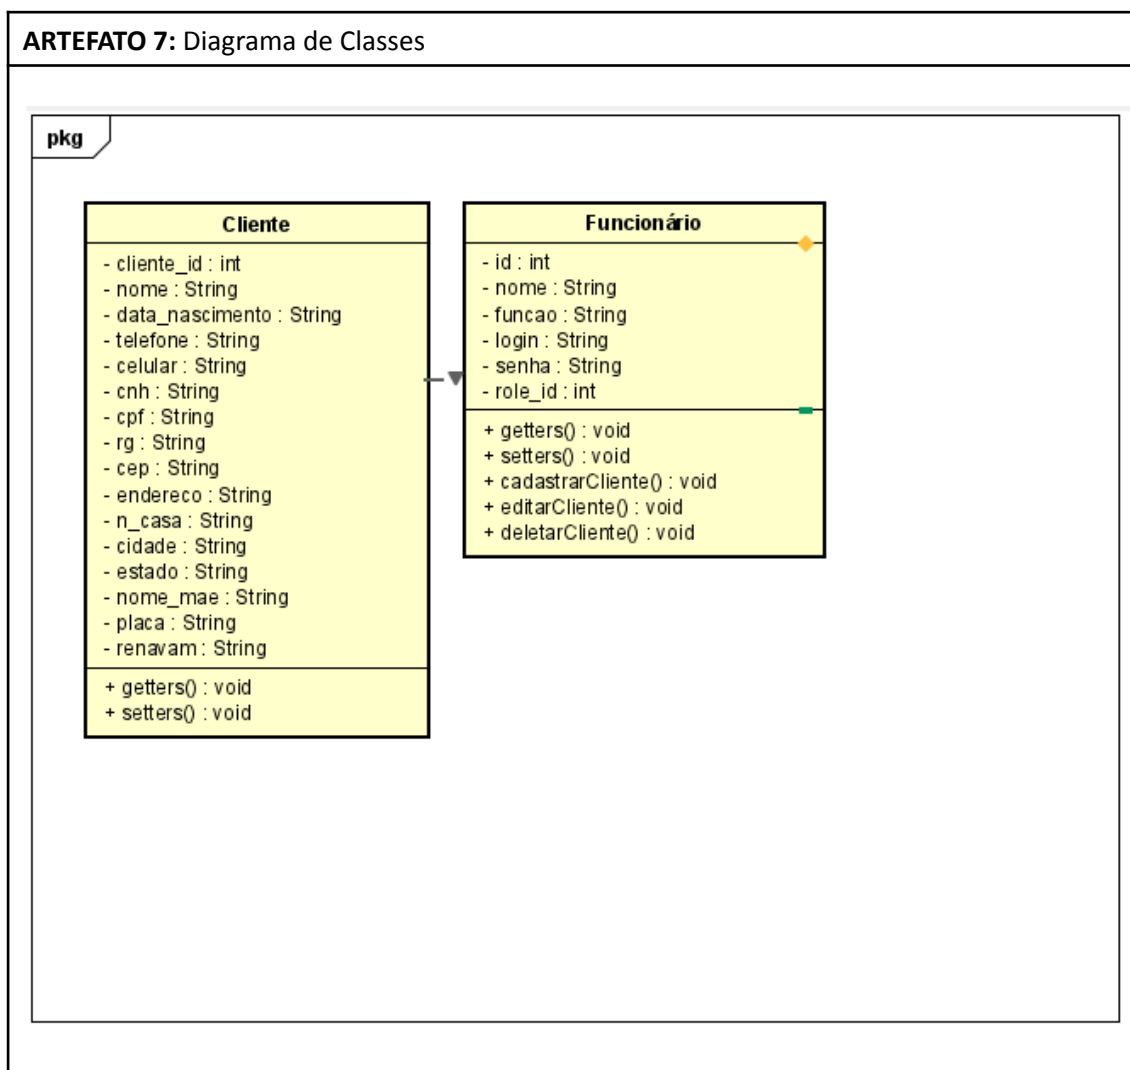 ARTEFATO 7: Diagrama de Classes
pkg
Cliente
- cliente_id : int
- nome : String
- data_nascimento : String
- telefone : String
- celular : String
- cnh : String
- cpf : String
- rg : String
- cep : String
- endereco : String
- n_casa : String
- cidade : String
- estado : String
- nome_mae : String
- placa : String
- renavam : String
+ getters() : void
+ setters() : void
Funcionário
- id : int
- nome : String
- funcao : String
- login : String
- senha : String
- role_id : int
+ getters() : void
+ setters() : void
+ cadastrarCliente() : void
+ editarCliente() : void
+ deletarCliente() : void